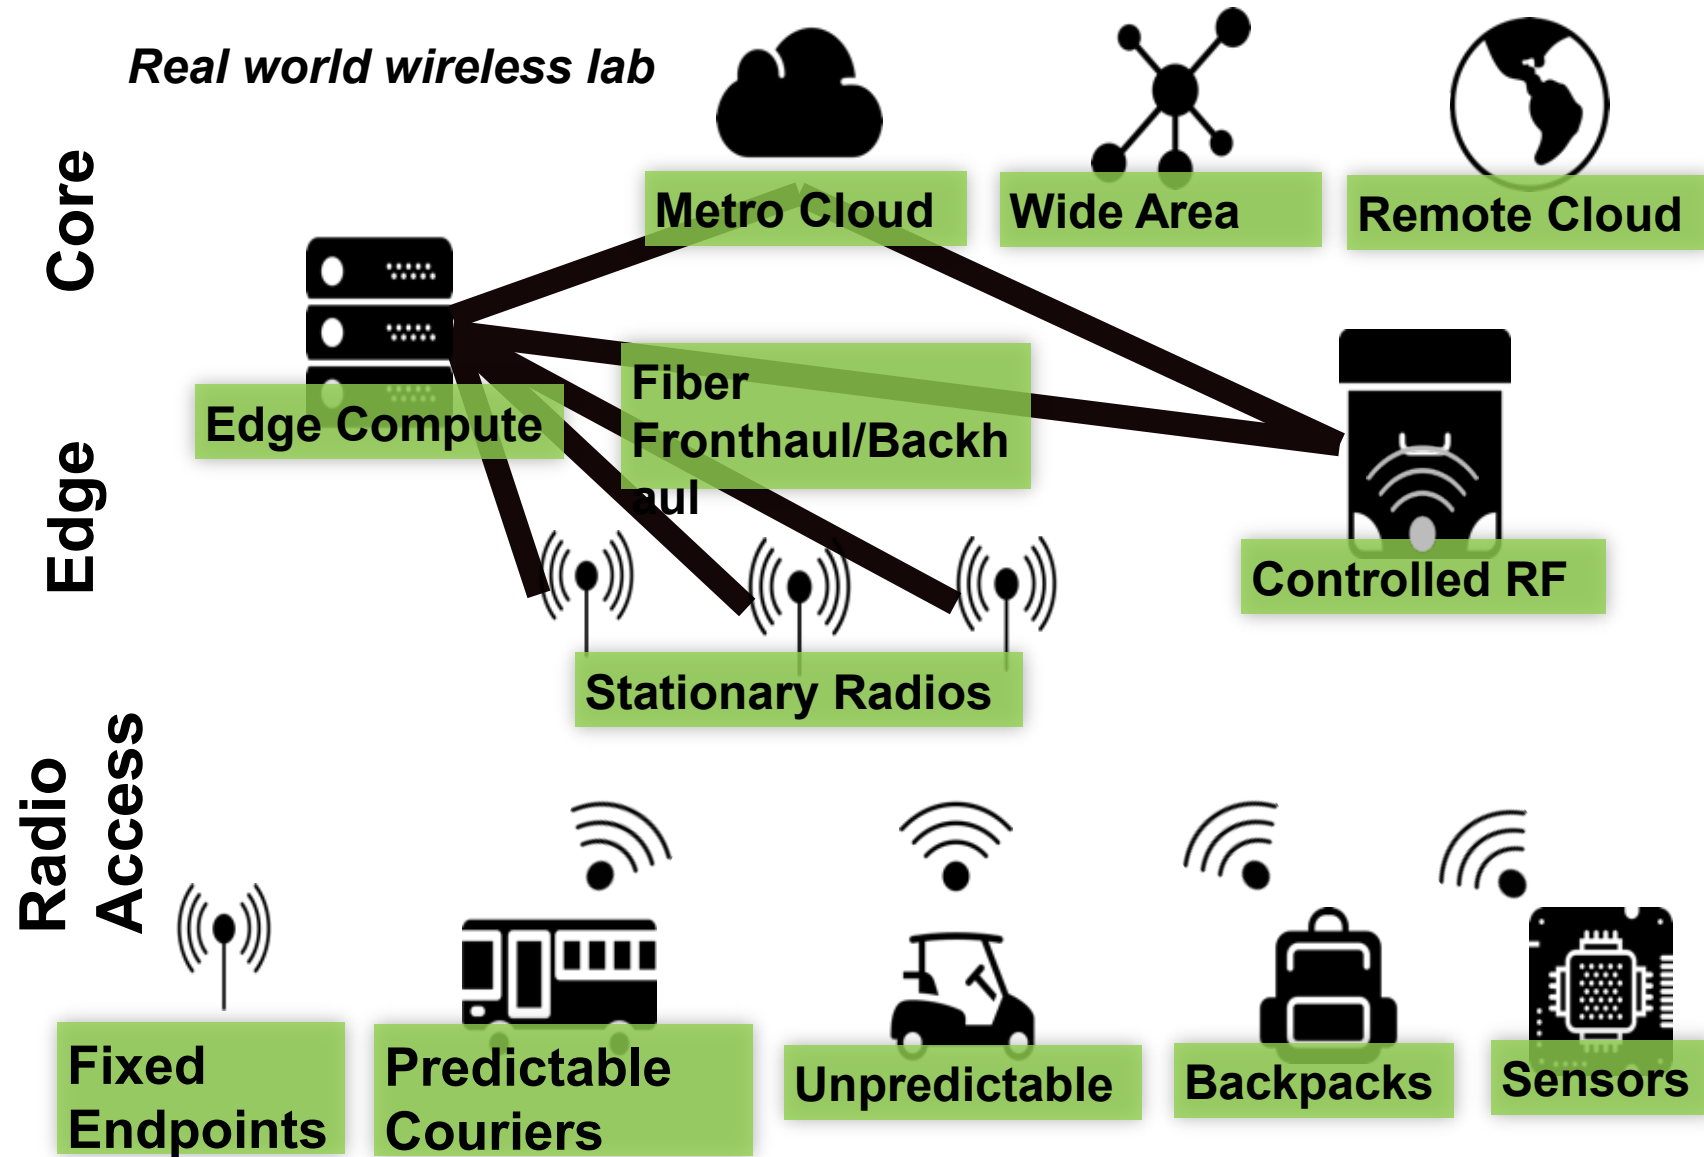 Real world wireless lab
Core
Metro Cloud
Wide Area
Remote Cloud
Edge
Edge Compute
Fiber
Fronthaul/Backh
aul
Controlled RF
Stationary Radios
Radio
Access
Fixed
Endpoints
Predictable
Couriers
Unpredictable
Backpacks
Sensors